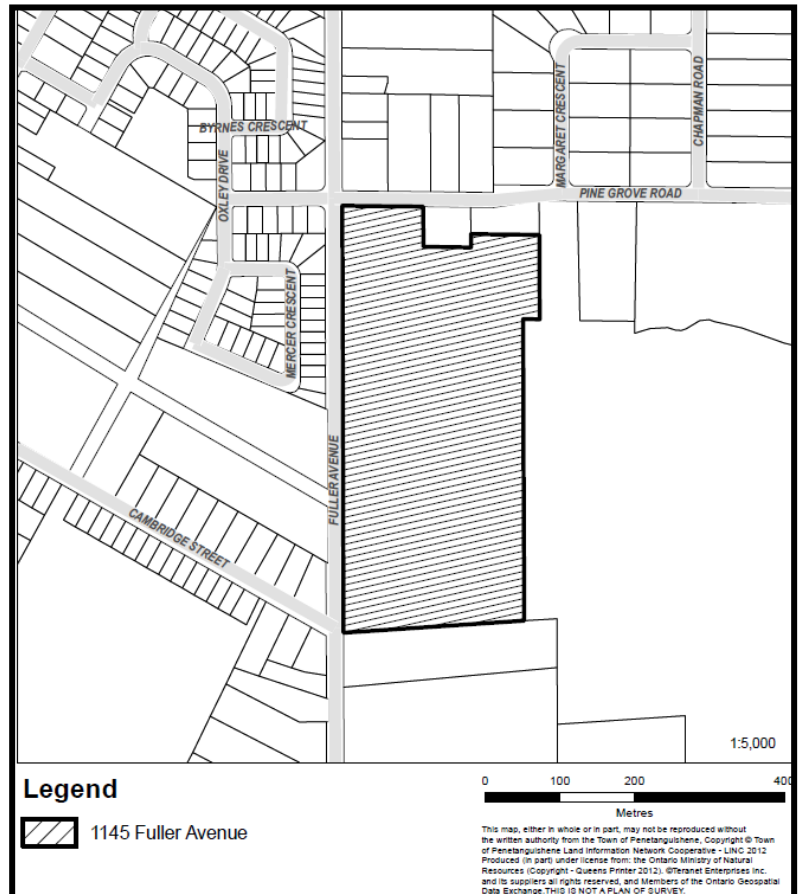 BYRNES CRESCENT
OXLEY DRIVE
MARGARET CRESCENT
CHAPMAN ROAD
PINE GROVE ROAD
MERCER CRESCENT
FULLER AVENUE
CAMBRIDGE STREET
1:5,000
Legend
1145 Fuller Avenue
0 100 200 400
Metres
This map, either in whole or in part, may not be reproduced without
the written authority from the Town of Penetanguishene, Copyright © Town
of Penetanguishene Land Information Network Cooperative - LINC 2012
Produced (in part) under license from: the Ontario Ministry of Natural
Resources (Copyright - Queens Printer 2012). ©Teranet Enterprises Inc.
and its suppliers all rights reserved, and Members of the Ontario Geospatial
Data Exchange.THIS IS NOT A PLAN OF SURVEY.